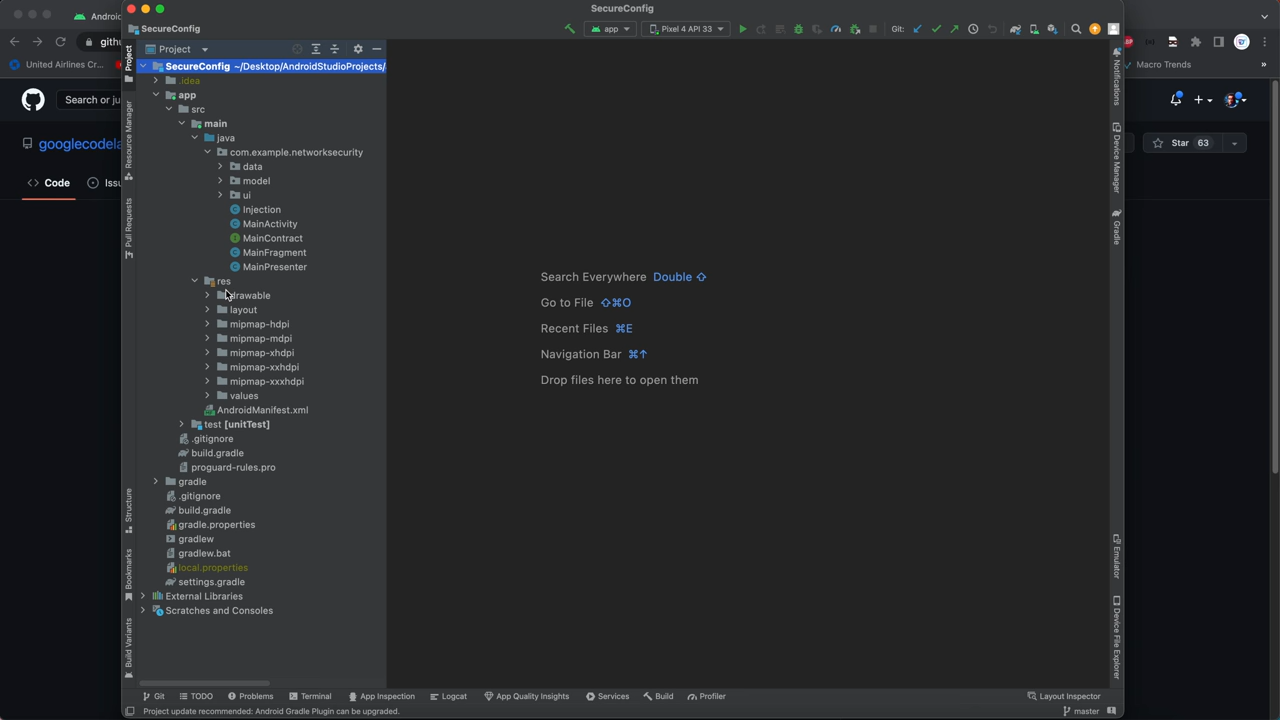 SecureConfig
Androi
SecureConfig
app
Pixel 4 API 33
Git:
githu
United Airlines Cr...
Macro Trends
»
Search or ju
googlecodela
Star 63
<> Code
Issu
Project
Resource Manager
Pull Requests
Structure
Bookmarks
Build Variants
Project
SecureConfig ~/Desktop/AndroidStudioProjects/
.idea
app
src
main
java
com.example.networksecurity
data
model
ui
Injection
MainActivity
MainContract
MainFragment
MainPresenter
res
drawable
layout
mipmap-hdpi
mipmap-mdpi
mipmap-xhdpi
mipmap-xxhdpi
mipmap-xxxhdpi
values
AndroidManifest.xml
test [unitTest]
.gitignore
build.gradle
proguard-rules.pro
gradle
.gitignore
build.gradle
gradle.properties
gradlew
gradlew.bat
local.properties
settings.gradle
External Libraries
Scratches and Consoles
Search Everywhere Double ⇧
Go to File ⇧⌘O
Recent Files ⌘E
Navigation Bar ⌘↑
Drop files here to open them
Notifications
Device Manager
Gradle
Emulator
Device File Explorer
Git TODO Problems Terminal App Inspection Logcat App Quality Insights Services Build Profiler Layout Inspector
Project update recommended: Android Gradle Plugin can be upgraded.
master